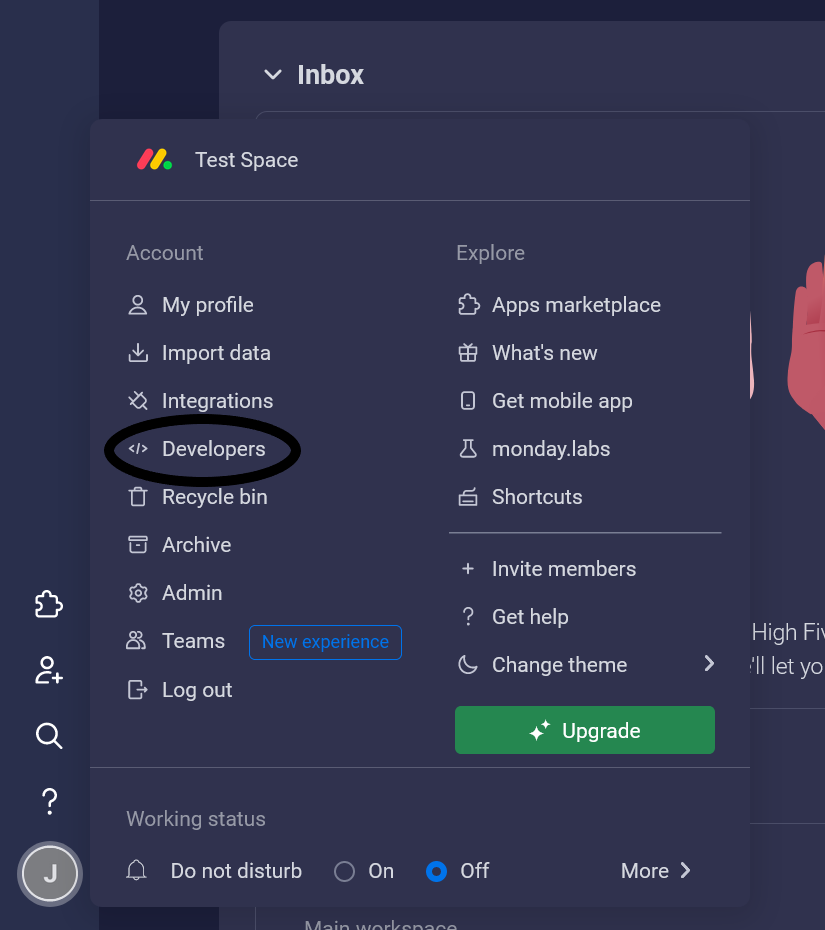 Inbox
Test Space
Account
My profile
Import data
Integrations
Developers
Recycle bin
Archive
Admin
Teams New experience
Log out
Explore
Apps marketplace
What's new
Get mobile app
monday.labs
Shortcuts
Invite members
Get help
Change theme
Upgrade
High Fiv
'll let yo
Working status
Do not disturb On Off More
J
Main workspace